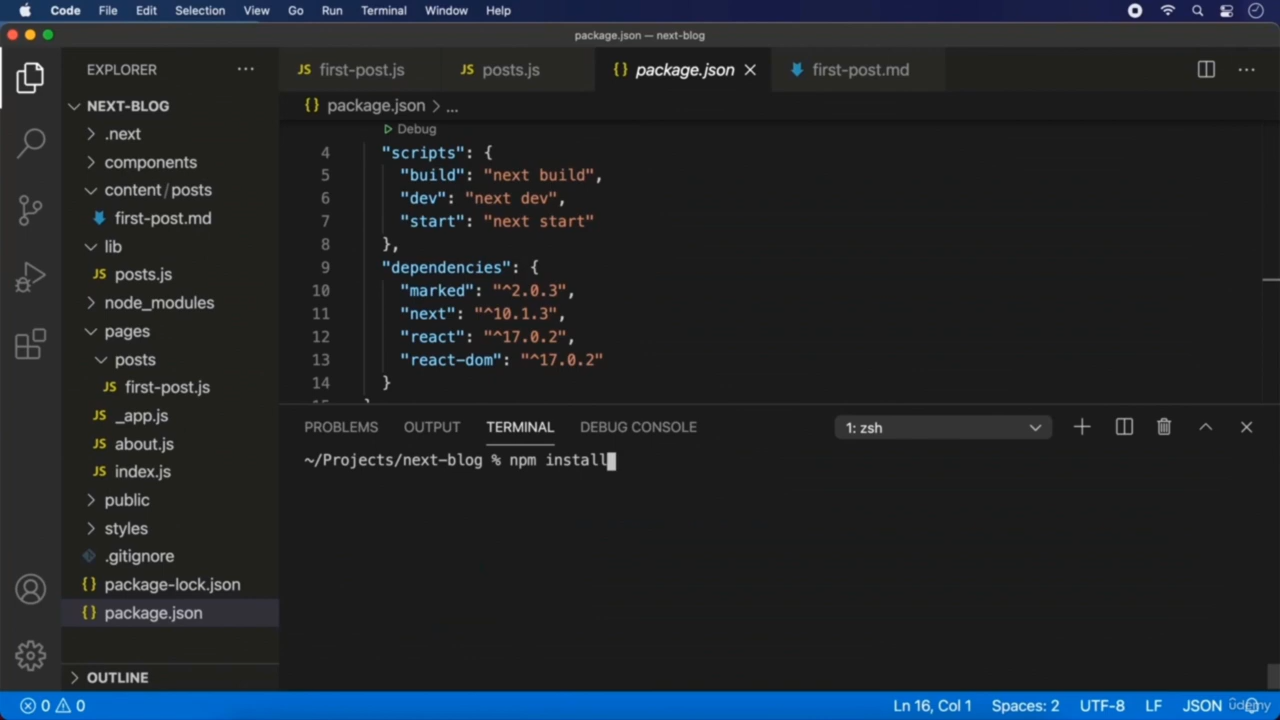 Code File Edit Selection View Go Run Terminal Window Help
package.json — next-blog
EXPLORER
NEXT-BLOG
.next
components
content/posts
first-post.md
lib
posts.js
node_modules
pages
posts
first-post.js
_app.js
about.js
index.js
public
styles
.gitignore
package-lock.json
package.json
OUTLINE
JS first-post.js JS posts.js {} package.json {} first-post.md
{} package.json > ...
Debug
4 "scripts": {
5 "build": "next build",
6 "dev": "next dev",
7 "start": "next start"
8 },
9 "dependencies": {
10 "marked": "^2.0.3",
11 "next": "^10.1.3",
12 "react": "^17.0.2",
13 "react-dom": "^17.0.2"
14 }
PROBLEMS OUTPUT TERMINAL DEBUG CONSOLE 1: zsh
~/Projects/next-blog % npm install
0 0 Ln 16, Col 1 Spaces: 2 UTF-8 LF JSON udemy